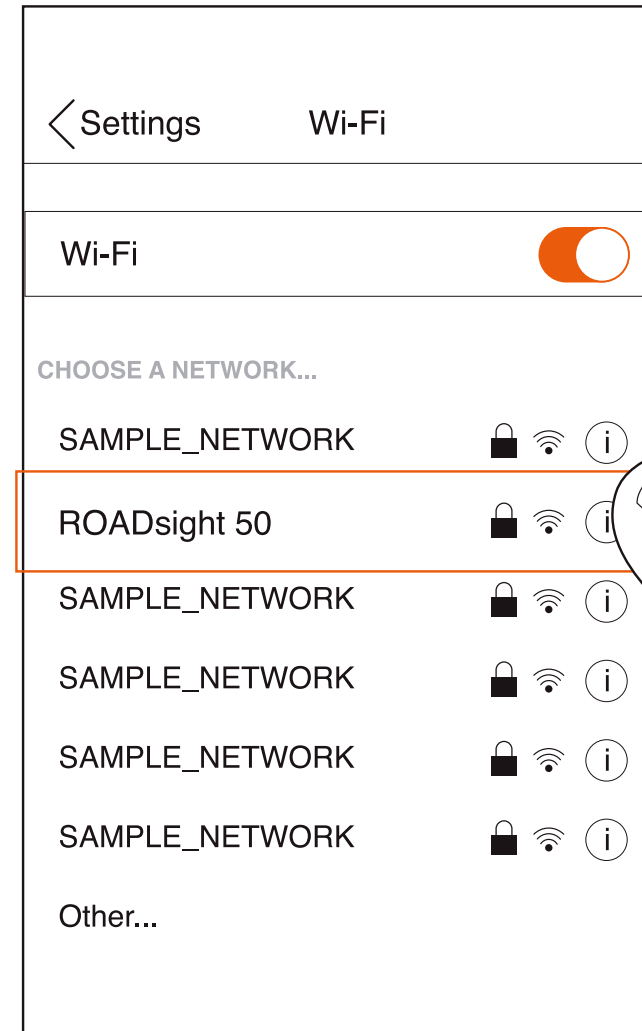 Settings Wi-Fi
Wi-Fi
CHOOSE A NETWORK...
SAMPLE_NETWORK i
ROADsight 50 i
SAMPLE_NETWORK i
SAMPLE_NETWORK i
SAMPLE_NETWORK i
SAMPLE_NETWORK i
Other...